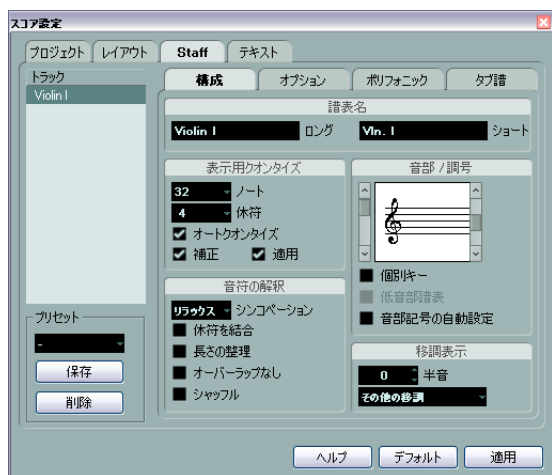 スコア設定
プロジェクト レイアウト Staff テキスト
トラック
Violin I
構成 オプション ポリフォニック タブ譜
譜表名
Violin I ロング Vln. I ショート
表示用クオンタイズ
32 ノート
4 休符
オートクオンタイズ
補正 適用
音部 / 調号
個別キー
低音部譜表
音部記号の自動設定
音符の解釈
リラックス シンコペーション
休符を結合
長さの整理
オーバーラップなし
シャッフル
移調表示
0 半音
その他の移調
プリセット
-
保存
削除
ヘルプ デフォルト 適用